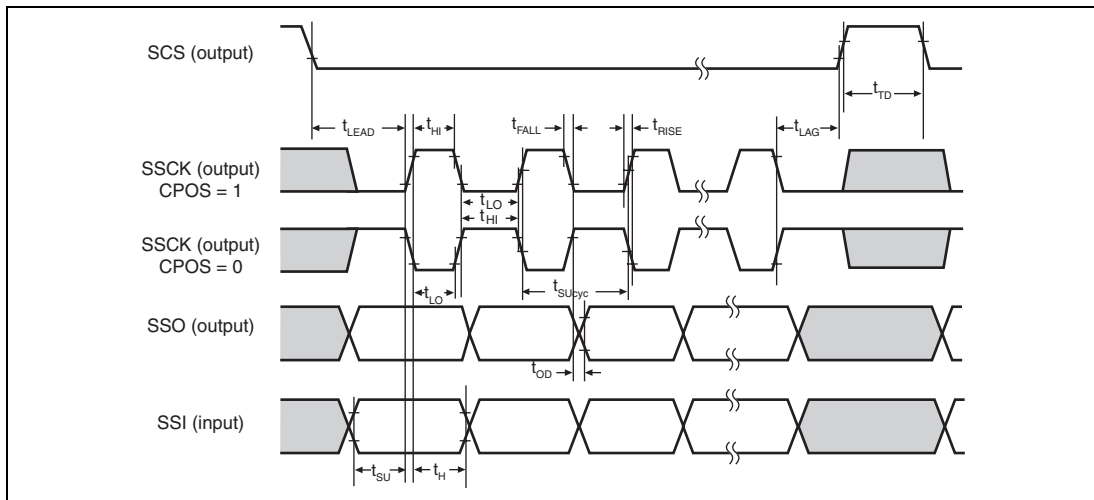 SCS (output)
tTD
tLEAD
tHI
tFALL
tRISE
tLAG
SSCK (output)
CPOS = 1
tLO
tHI
SSCK (output)
CPOS = 0
tLO
tSUcyc
SSO (output)
tOD
SSI (input)
tSU
tH